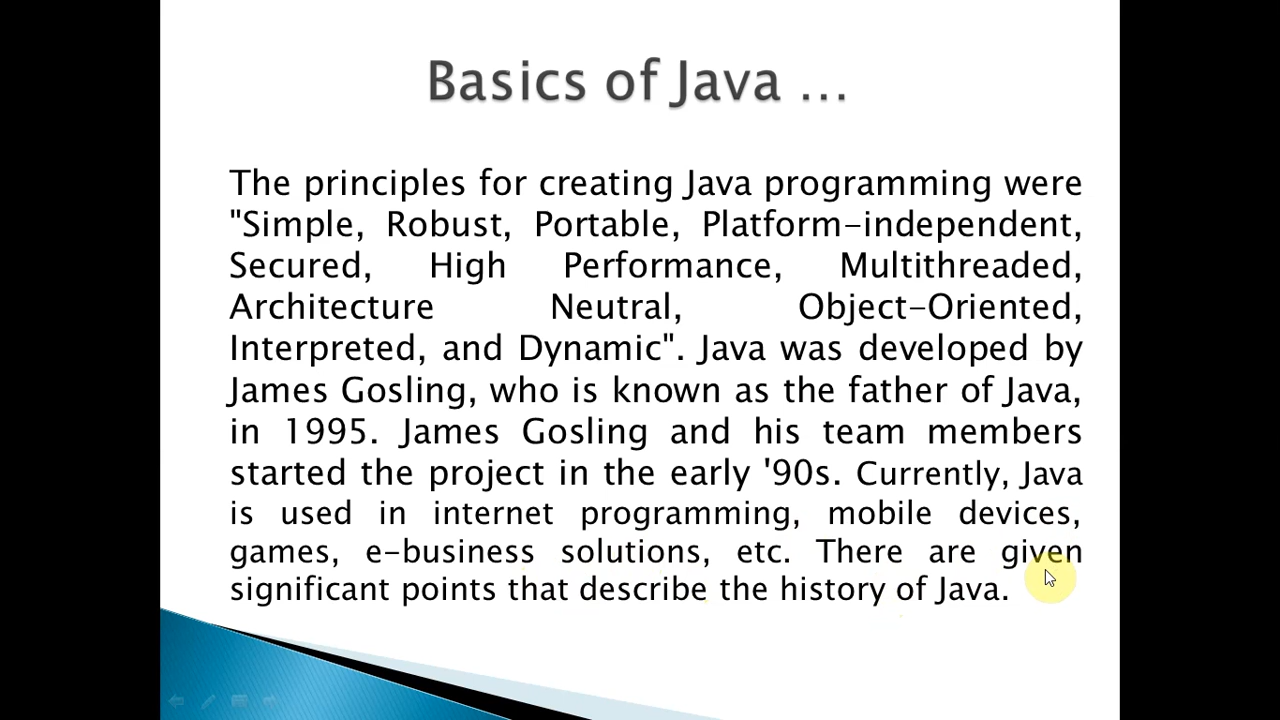 Basics of Java ...
The principles for creating Java programming were
"Simple, Robust, Portable, Platform-independent,
Secured, High Performance, Multithreaded,
Architecture Neutral, Object-Oriented,
Interpreted, and Dynamic". Java was developed by
James Gosling, who is known as the father of Java,
in 1995. James Gosling and his team members
started the project in the early '90s. Currently, Java
is used in internet programming, mobile devices,
games, e-business solutions, etc. There are given
significant points that describe the history of Java.